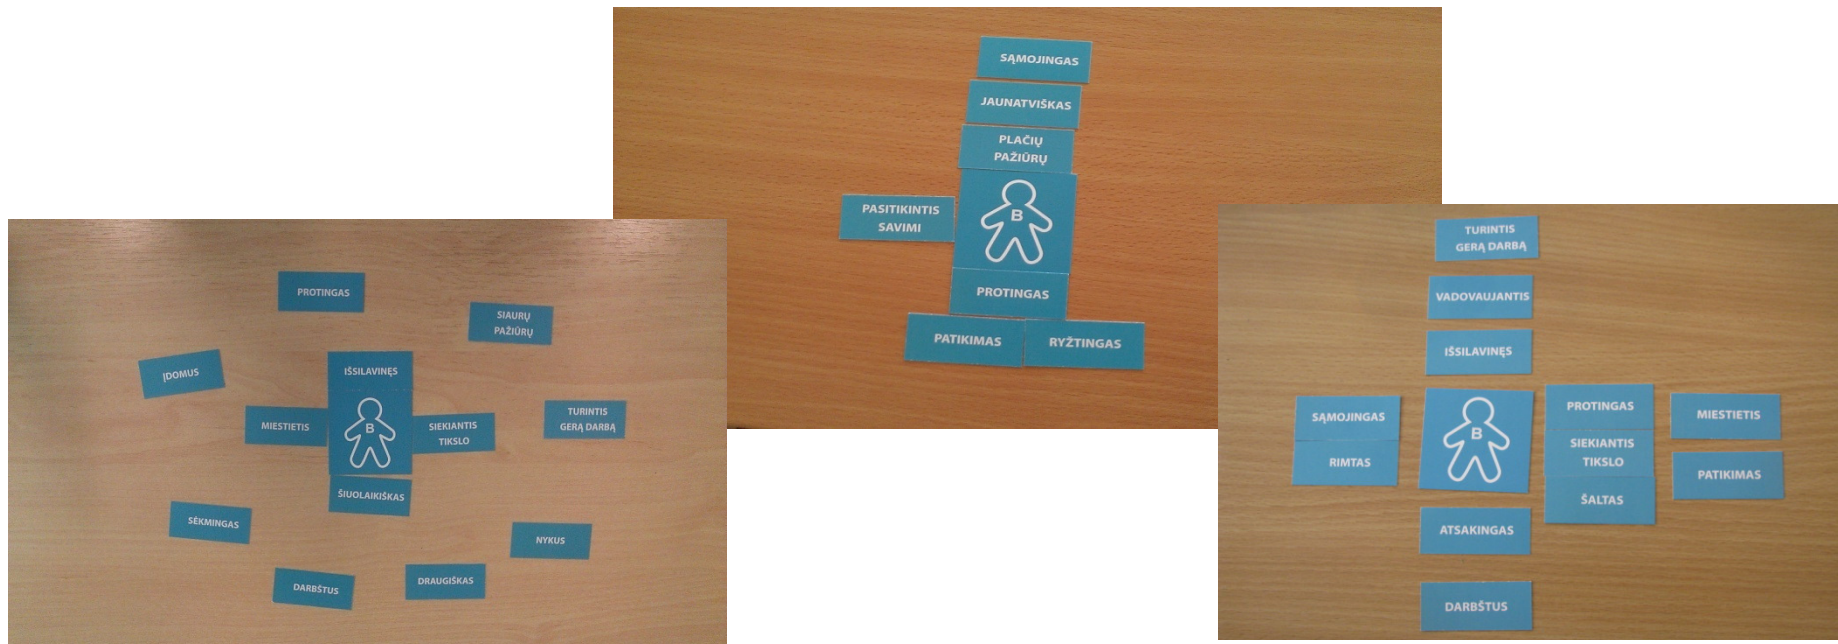 PROTINGAS
SIAURŲ
PAŽIŪRŲ
ĮDOMUS
IŠSILAVINĘS
MIESTIETIS
B
SIEKIANTIS
TIKSLO
TURINTIS
GERĄ DARBĄ
ŠIUOLAIKIŠKAS
SĖKMINGAS
NYKUS
DARBŠTUS
DRAUGIŠKAS
SĄMOJINGAS
JAUNATVIŠKAS
PLAČIŲ
PAŽIŪRŲ
PASITIKINTIS
SAVIMI
B
PROTINGAS
PATIKIMAS
RYŽTINGAS
TURINTIS
GERĄ DARBĄ
VADOVAUJANTIS
IŠSILAVINĘS
SĄMOJINGAS
RIMTAS
B
PROTINGAS
SIEKIANTIS
TIKSLO
ŠALTAS
MIESTIETIS
PATIKIMAS
ATSAKINGAS
DARBŠTUS